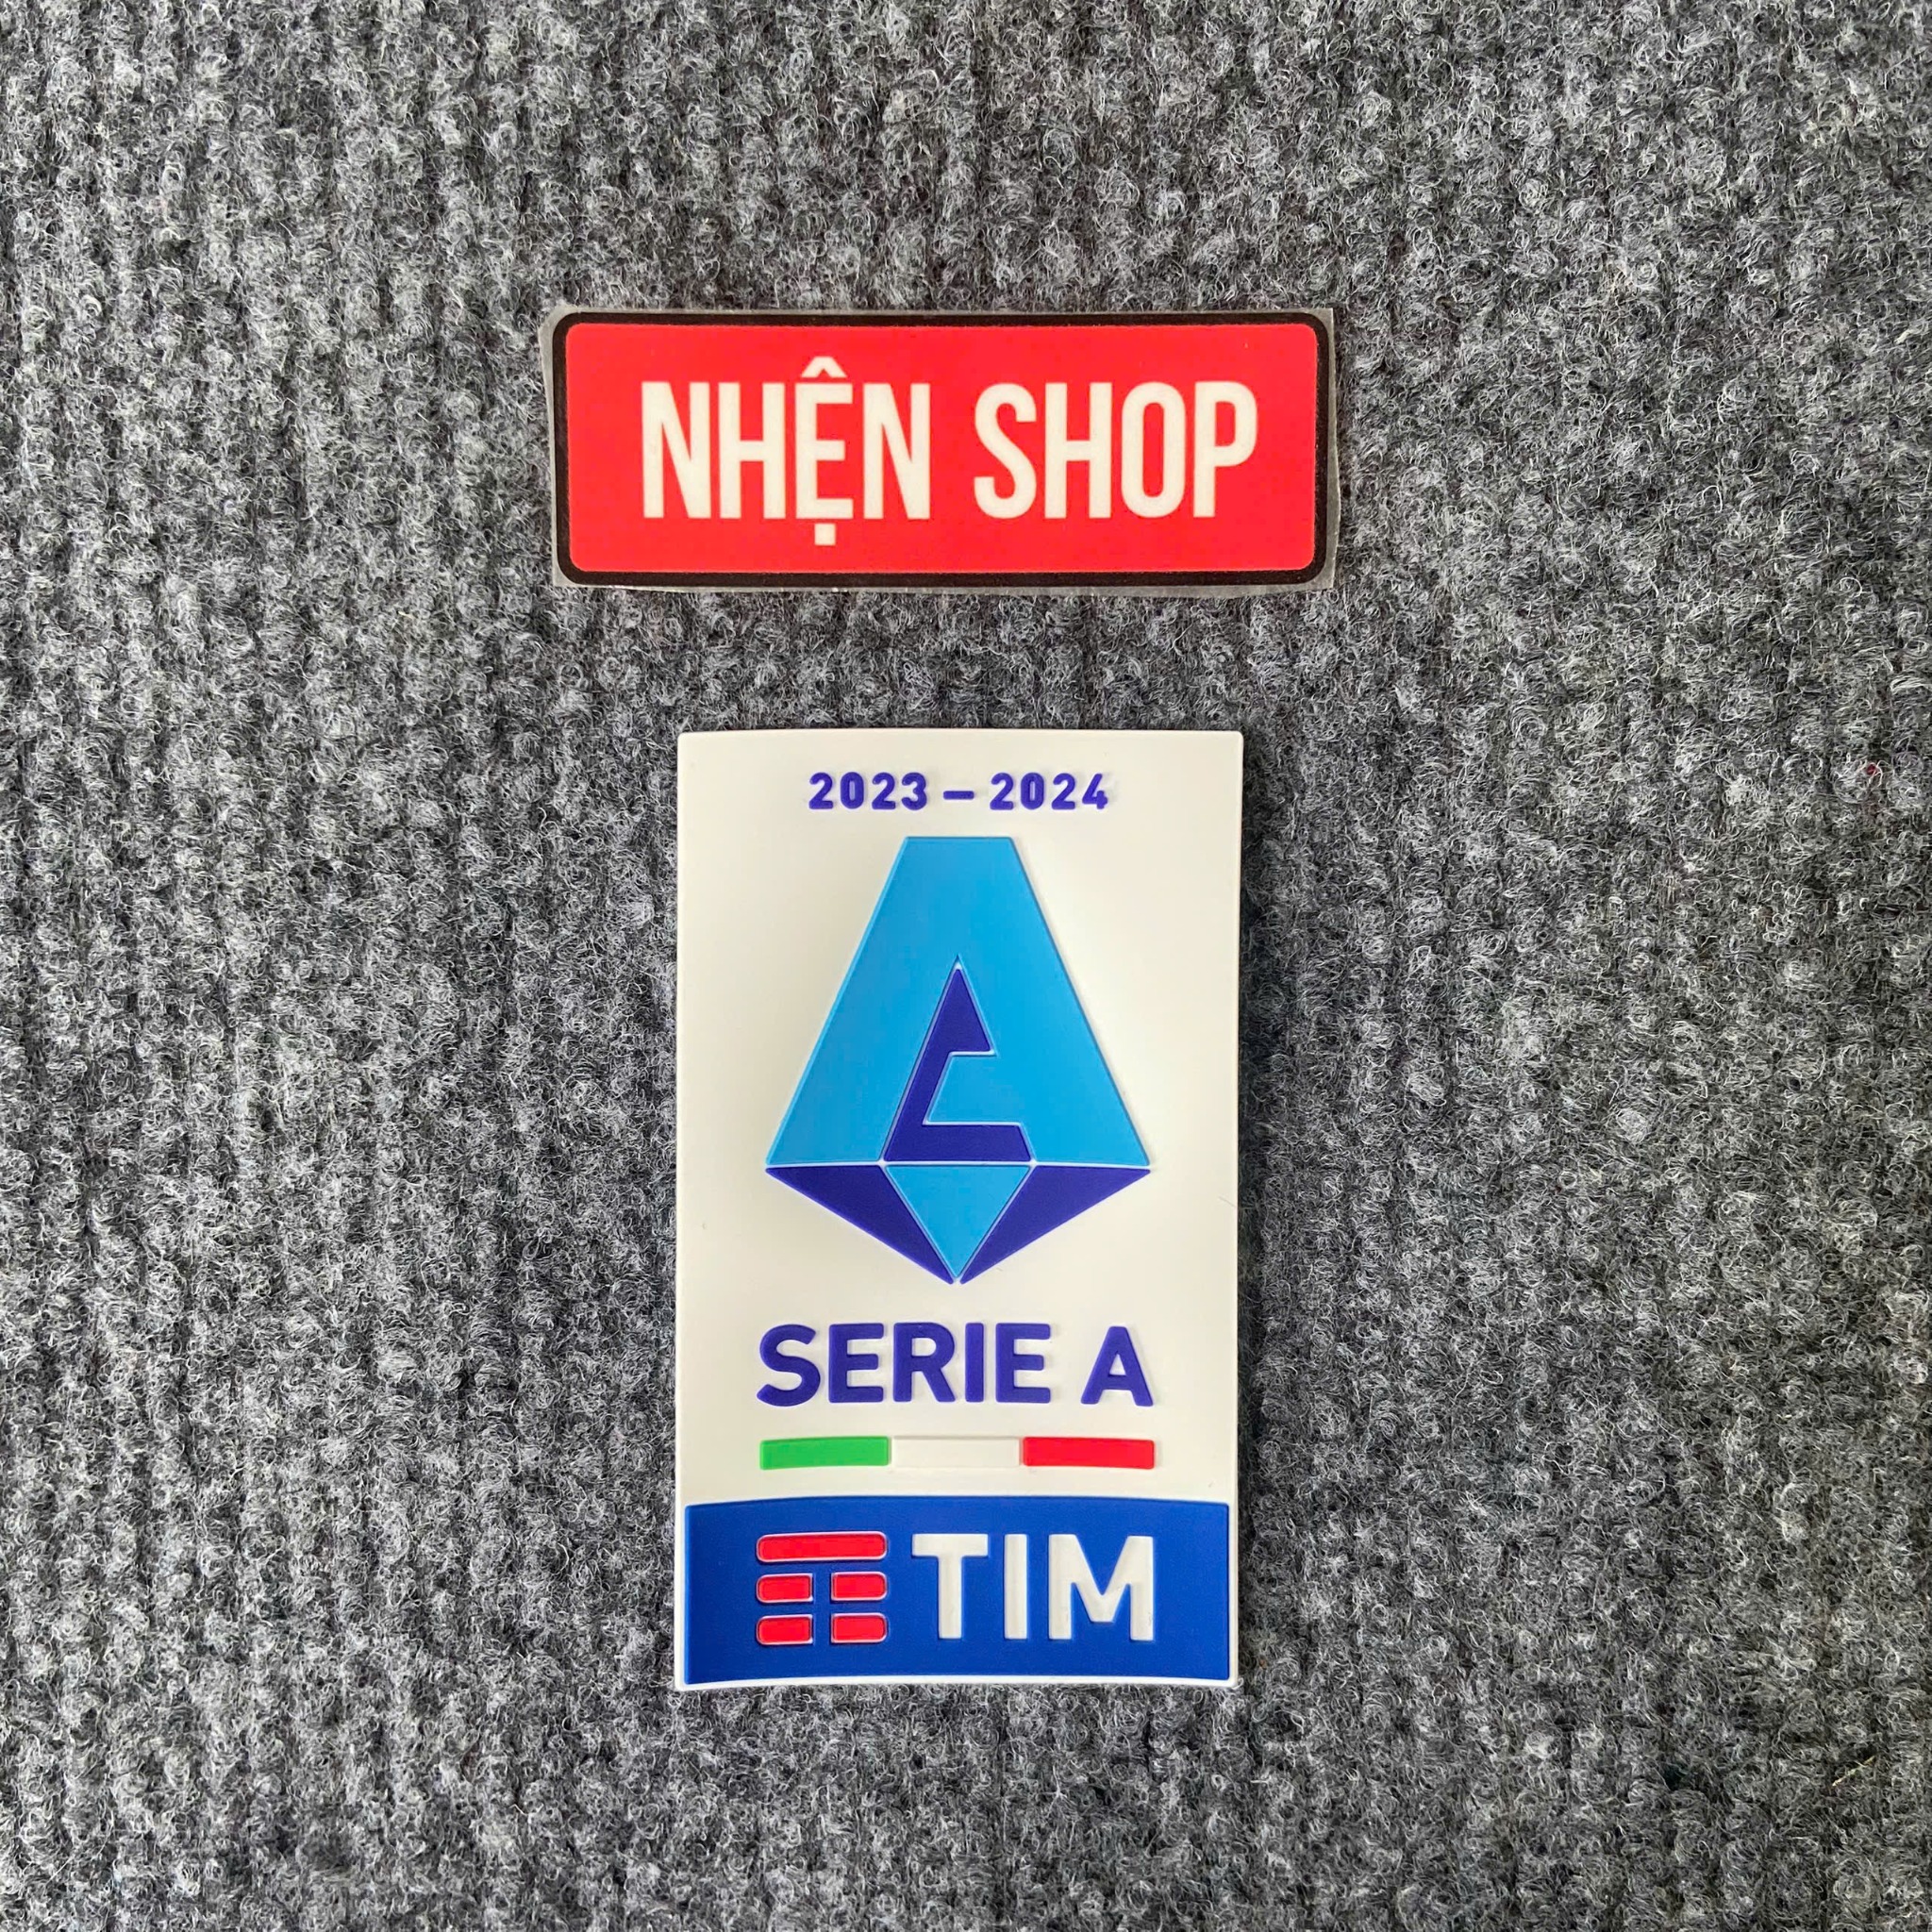 NHỆN SHOP
2023 – 2024
SERIE A
TIM